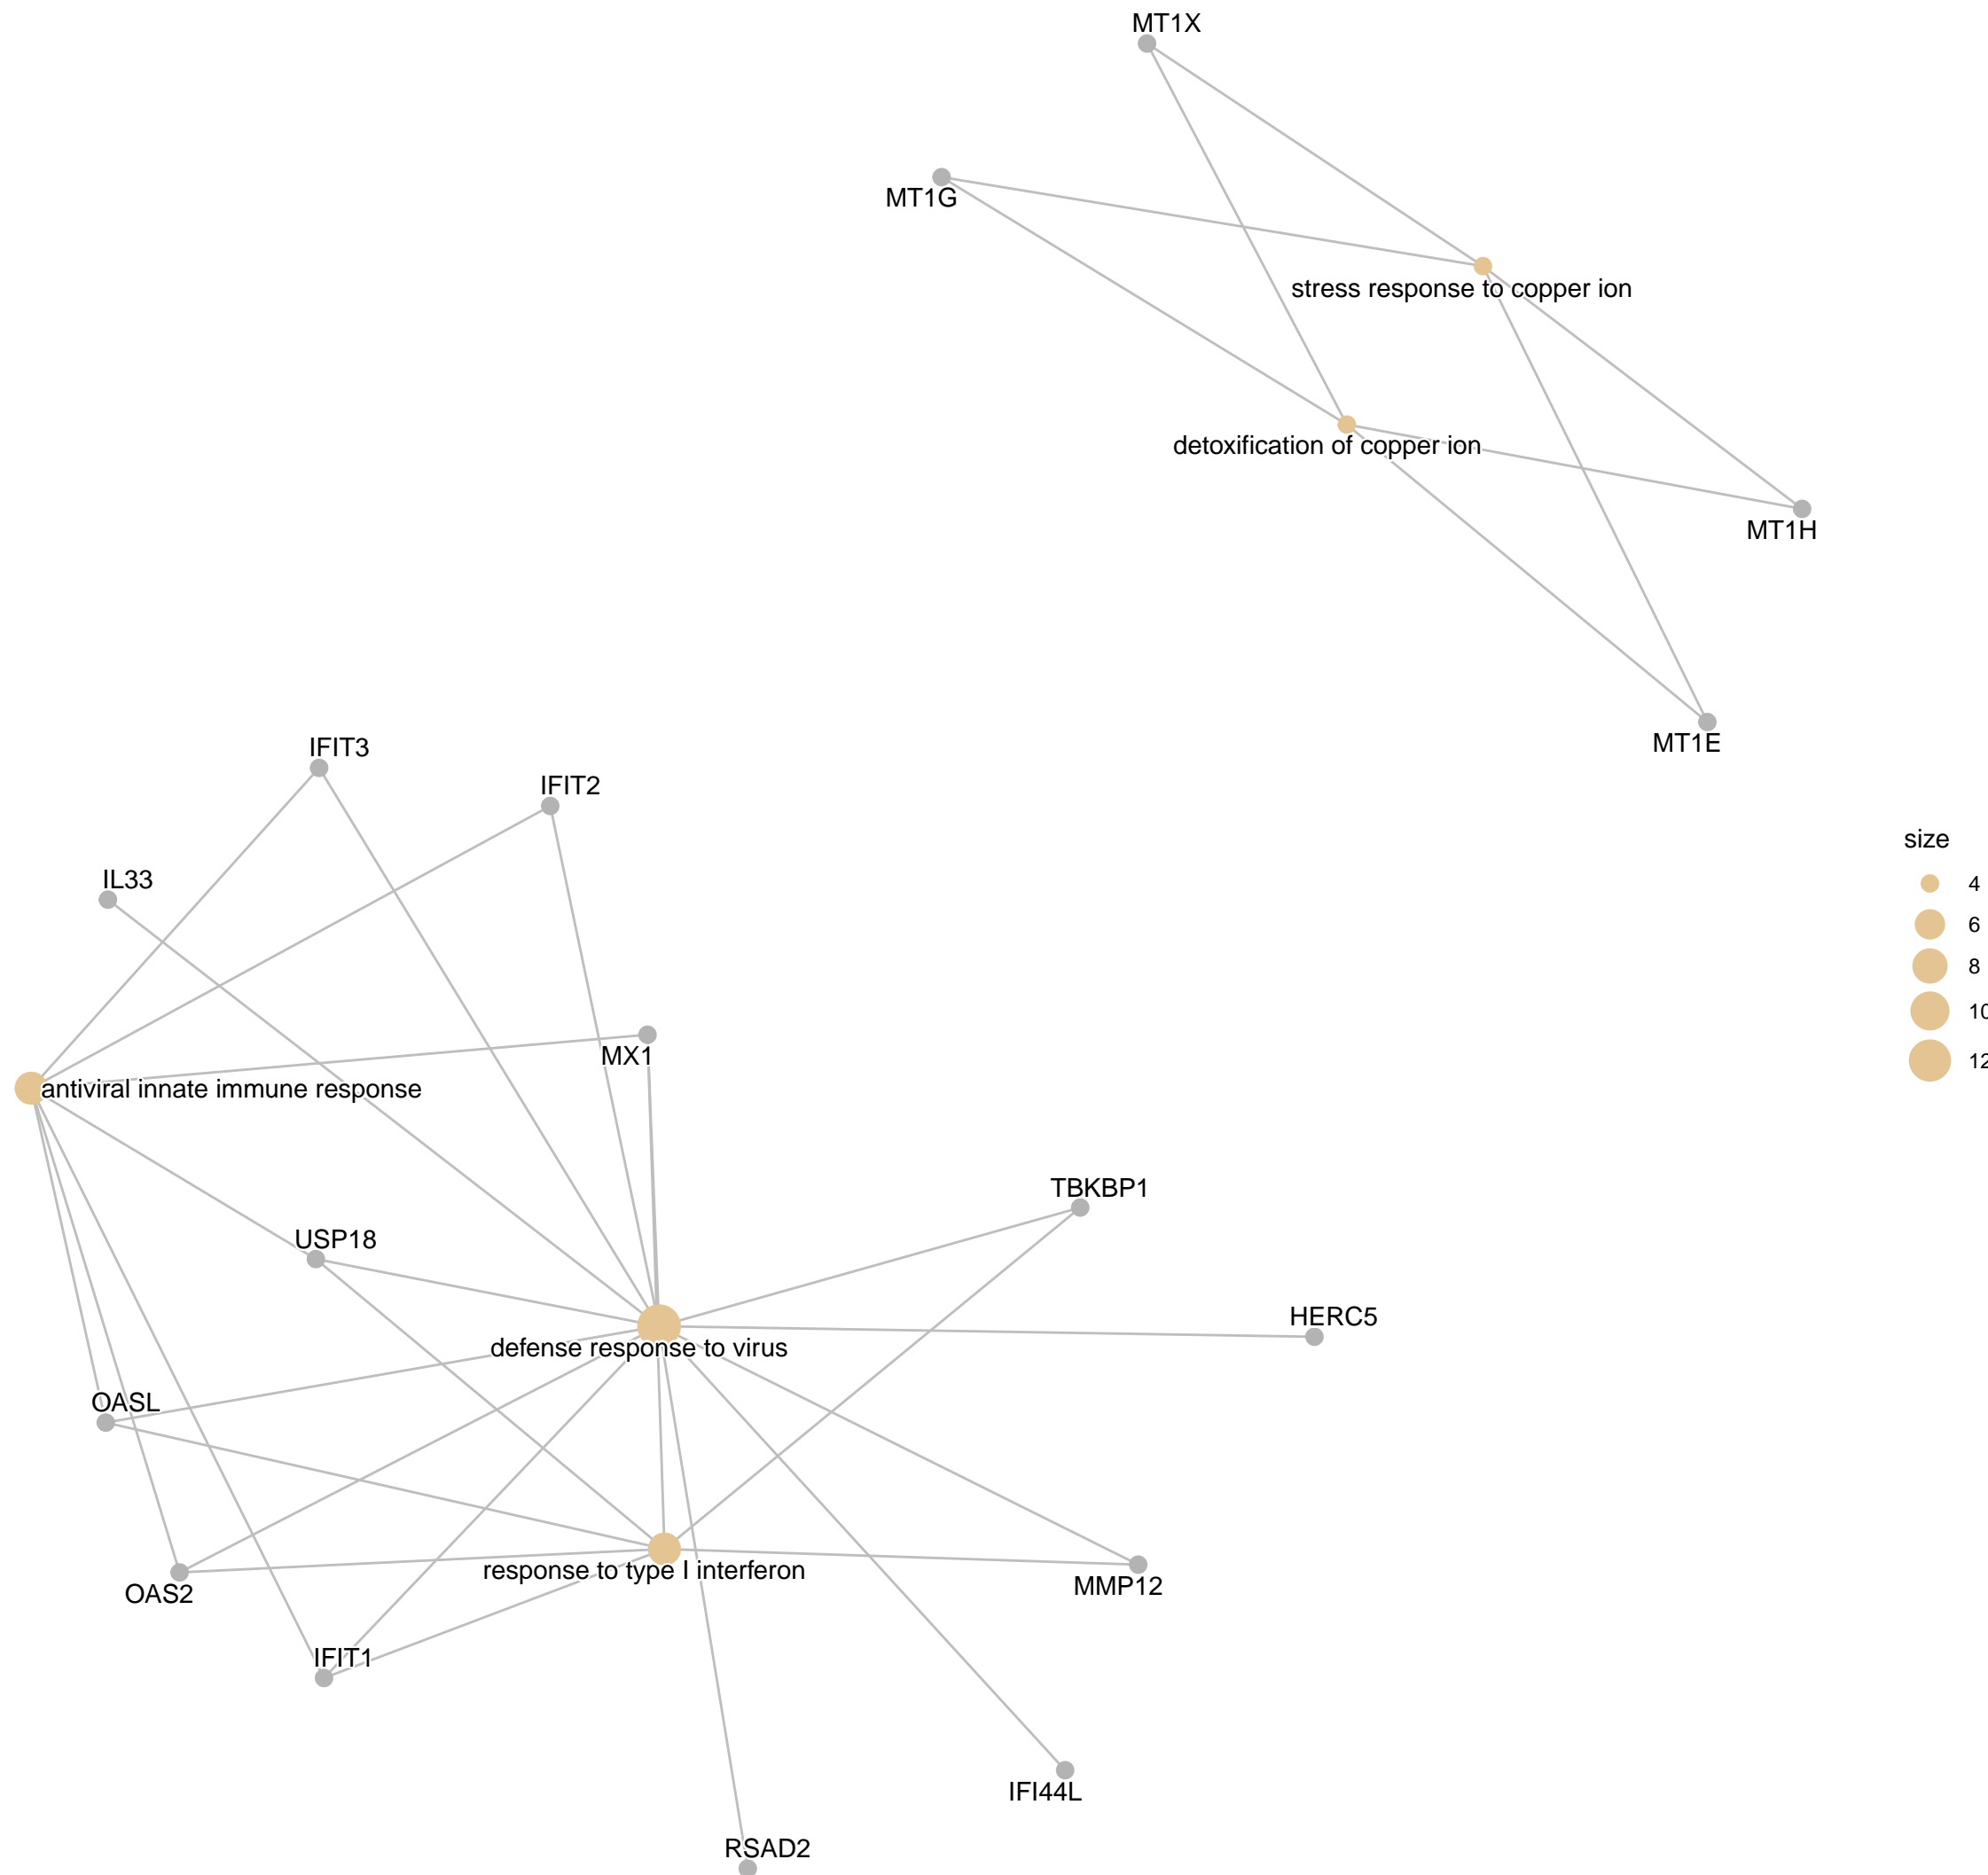 MT1X
MT1G
stress response to copper ion
detoxification of copper ion
MT1H
MT1E
IFIT3
IFIT2
size
IL33
4
6
8
10
12
MX1
antiviral innate immune response
TBKBP1
USP18
HERC5
defense response to virus
OASL
response to type I interferon
MMP12
OAS2
IFIT1
IFI44L
RSAD2